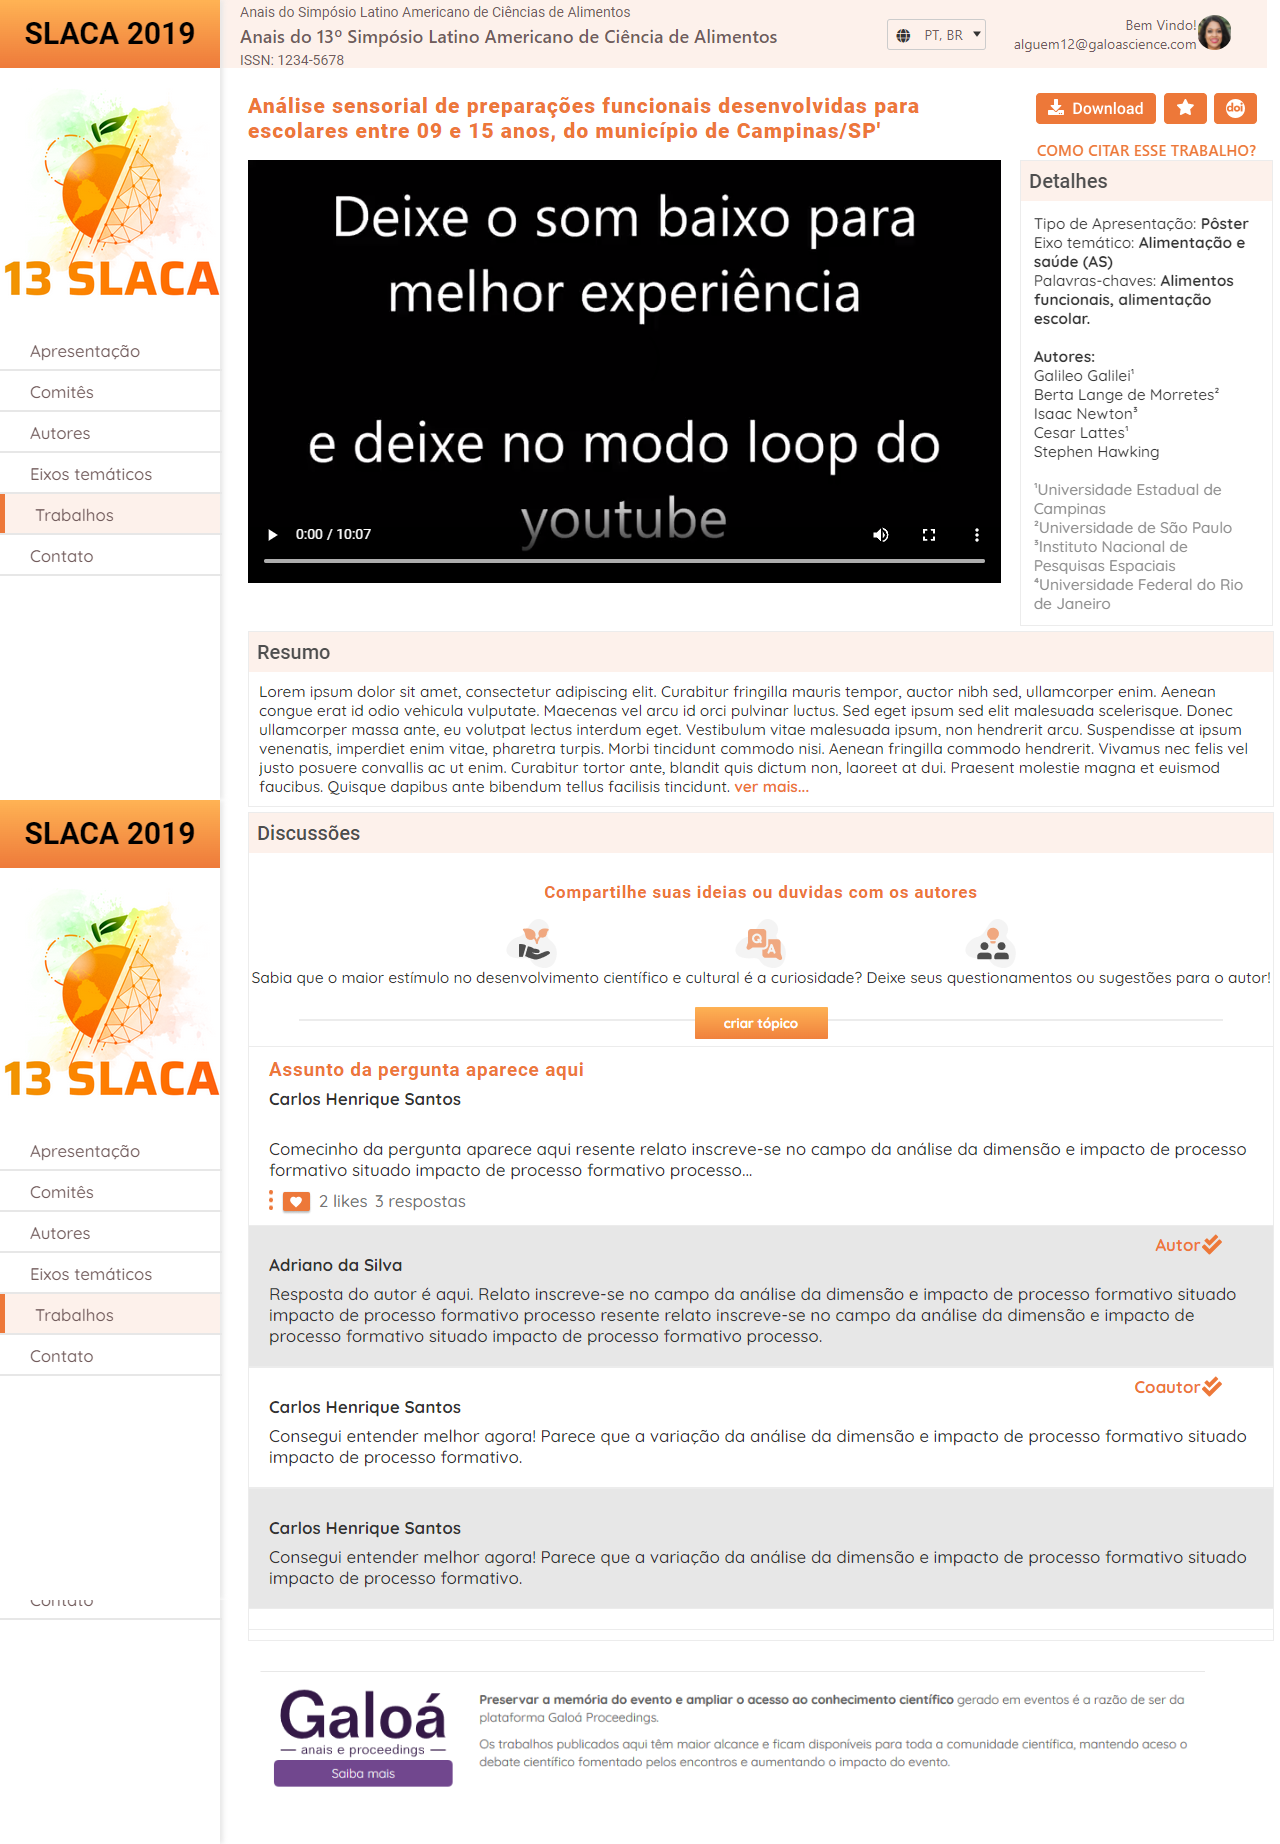 SLACA 2019
Anais do Simpósio Latino Americano de Ciências de Alimentos
Anais do 13º Simpósio Latino Americano de Ciência de Alimentos
ISSN: 1234-5678
PT, BR
Bem Vindo!
alguem12@galoascience.com
13 SLACA
Apresentação
Comitês
Autores
Eixos temáticos
Trabalhos
Contato
Análise sensorial de preparações funcionais desenvolvidas para
escolares entre 09 e 15 anos, do município de Campinas/SP'
Download
doi
COMO CITAR ESSE TRABALHO?
Deixe o som baixo para
melhor experiência
e deixe no modo loop do
youtube
0:00 / 10:07
Detalhes
Tipo de Apresentação: Pôster
Eixo temático: Alimentação e
saúde (AS)
Palavras-chaves: Alimentos
funcionais, alimentação
escolar.
Autores:
Galileo Galilei¹
Berta Lange de Morretes²
Isaac Newton³
Cesar Lattes¹
Stephen Hawking
¹Universidade Estadual de
Campinas
²Universidade de São Paulo
³Instituto Nacional de
Pesquisas Espaciais
⁴Universidade Federal do Rio
de Janeiro
Resumo
Lorem ipsum dolor sit amet, consectetur adipiscing elit. Curabitur fringilla mauris tempor, auctor nibh sed, ullamcorper enim. Aenean
congue erat id odio vehicula vulputate. Maecenas vel arcu id orci pulvinar luctus. Sed eget ipsum sed elit malesuada scelerisque. Donec
ullamcorper massa ante, eu volutpat lectus interdum eget. Vestibulum vitae malesuada ipsum, non hendrerit arcu. Suspendisse at ipsum
venenatis, imperdiet enim vitae, pharetra turpis. Morbi tincidunt commodo nisi. Aenean fringilla commodo hendrerit. Vivamus nec felis vel
justo posuere convallis ac ut enim. Curabitur tortor ante, blandit quis dictum non, laoreet at dui. Praesent molestie magna et euismod
faucibus. Quisque dapibus ante bibendum tellus facilisis tincidunt. ver mais...
SLACA 2019
13 SLACA
Apresentação
Comitês
Autores
Eixos temáticos
Trabalhos
Contato
Contato
Discussões
Compartilhe suas ideias ou duvidas com os autores
Q
A
Sabia que o maior estímulo no desenvolvimento científico e cultural é a curiosidade? Deixe seus questionamentos ou sugestões para o autor!
criar tópico
Assunto da pergunta aparece aqui
Carlos Henrique Santos
Comecinho da pergunta aparece aqui resente relato inscreve-se no campo da análise da dimensão e impacto de processo
formativo situado impacto de processo formativo processo...
2 likes 3 respostas
Autor
Adriano da Silva
Resposta do autor é aqui. Relato inscreve-se no campo da análise da dimensão e impacto de processo formativo situado
impacto de processo formativo processo resente relato inscreve-se no campo da análise da dimensão e impacto de
processo formativo situado impacto de processo formativo processo.
Coautor
Carlos Henrique Santos
Consegui entender melhor agora! Parece que a variação da análise da dimensão e impacto de processo formativo situado
impacto de processo formativo.
Carlos Henrique Santos
Consegui entender melhor agora! Parece que a variação da análise da dimensão e impacto de processo formativo situado
impacto de processo formativo.
Galoá
anais e proceedings
Saiba mais
Preservar a memória do evento e ampliar o acesso ao conhecimento científico gerado em eventos é a razão de ser da
plataforma Galoá Proceedings.
Os trabalhos publicados aqui têm maior alcance e ficam disponíveis para toda a comunidade científica, mantendo aceso o
debate científico fomentado pelos encontros e aumentando o impacto do evento.